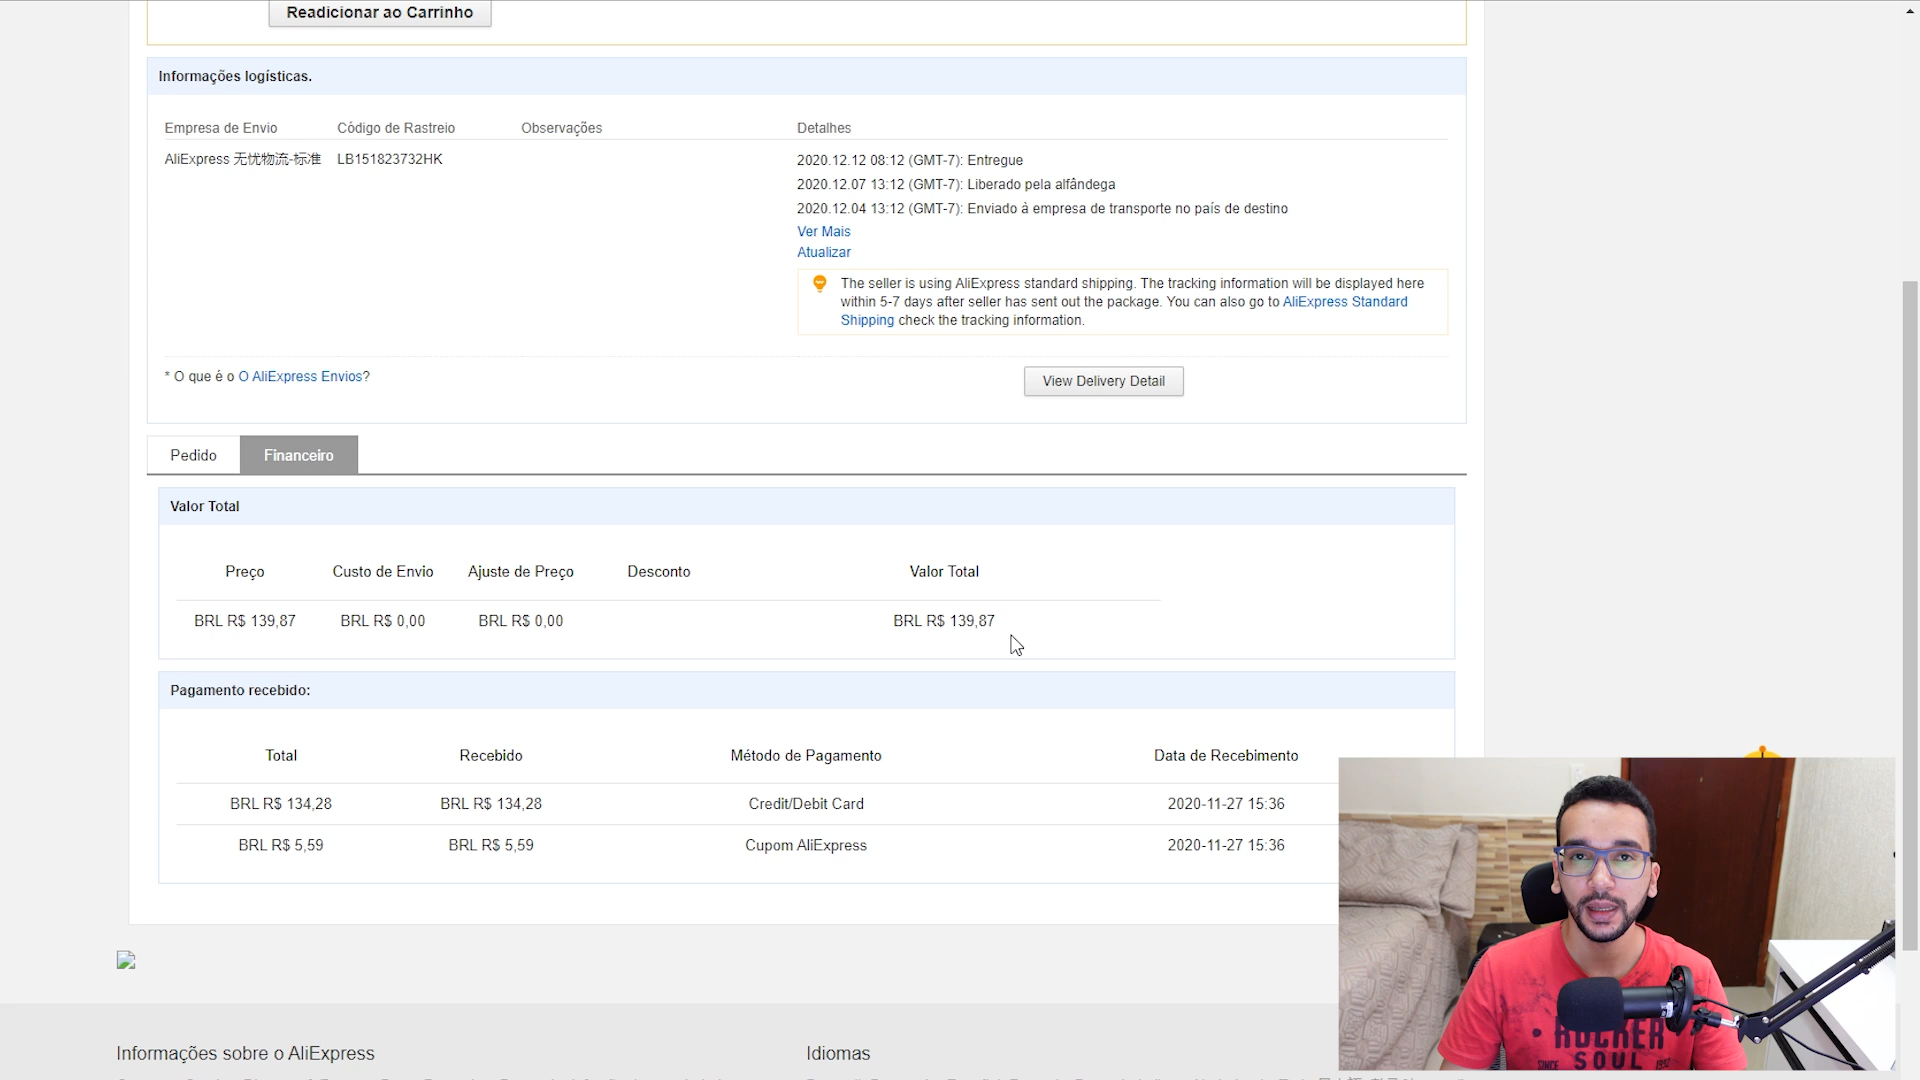 Readicionar ao Carrinho
Informações logísticas.
Empresa de Envio Código de Rastreio Observações Detalhes
AliExpress 无忧物流-标准 LB151823732HK
2020.12.12 08:12 (GMT-7): Entregue
2020.12.07 13:12 (GMT-7): Liberado pela alfândega
2020.12.04 13:12 (GMT-7): Enviado à empresa de transporte no país de destino
Ver Mais
Atualizar
The seller is using AliExpress standard shipping. The tracking information will be displayed here
within 5-7 days after seller has sent out the package. You can also go to AliExpress Standard
Shipping check the tracking information.
* O que é o O AliExpress Envios?
View Delivery Detail
Pedido Financeiro
Valor Total
Preço Custo de Envio Ajuste de Preço Desconto Valor Total
BRL R$ 139,87 BRL R$ 0,00 BRL R$ 0,00 BRL R$ 139,87
Pagamento recebido:
Total Recebido Método de Pagamento Data de Recebimento
BRL R$ 134,28 BRL R$ 134,28 Credit/Debit Card 2020-11-27 15:36
BRL R$ 5,59 BRL R$ 5,59 Cupom AliExpress 2020-11-27 15:36
ROCKER
SINCE SOUL 1992
Informações sobre o AliExpress Idiomas